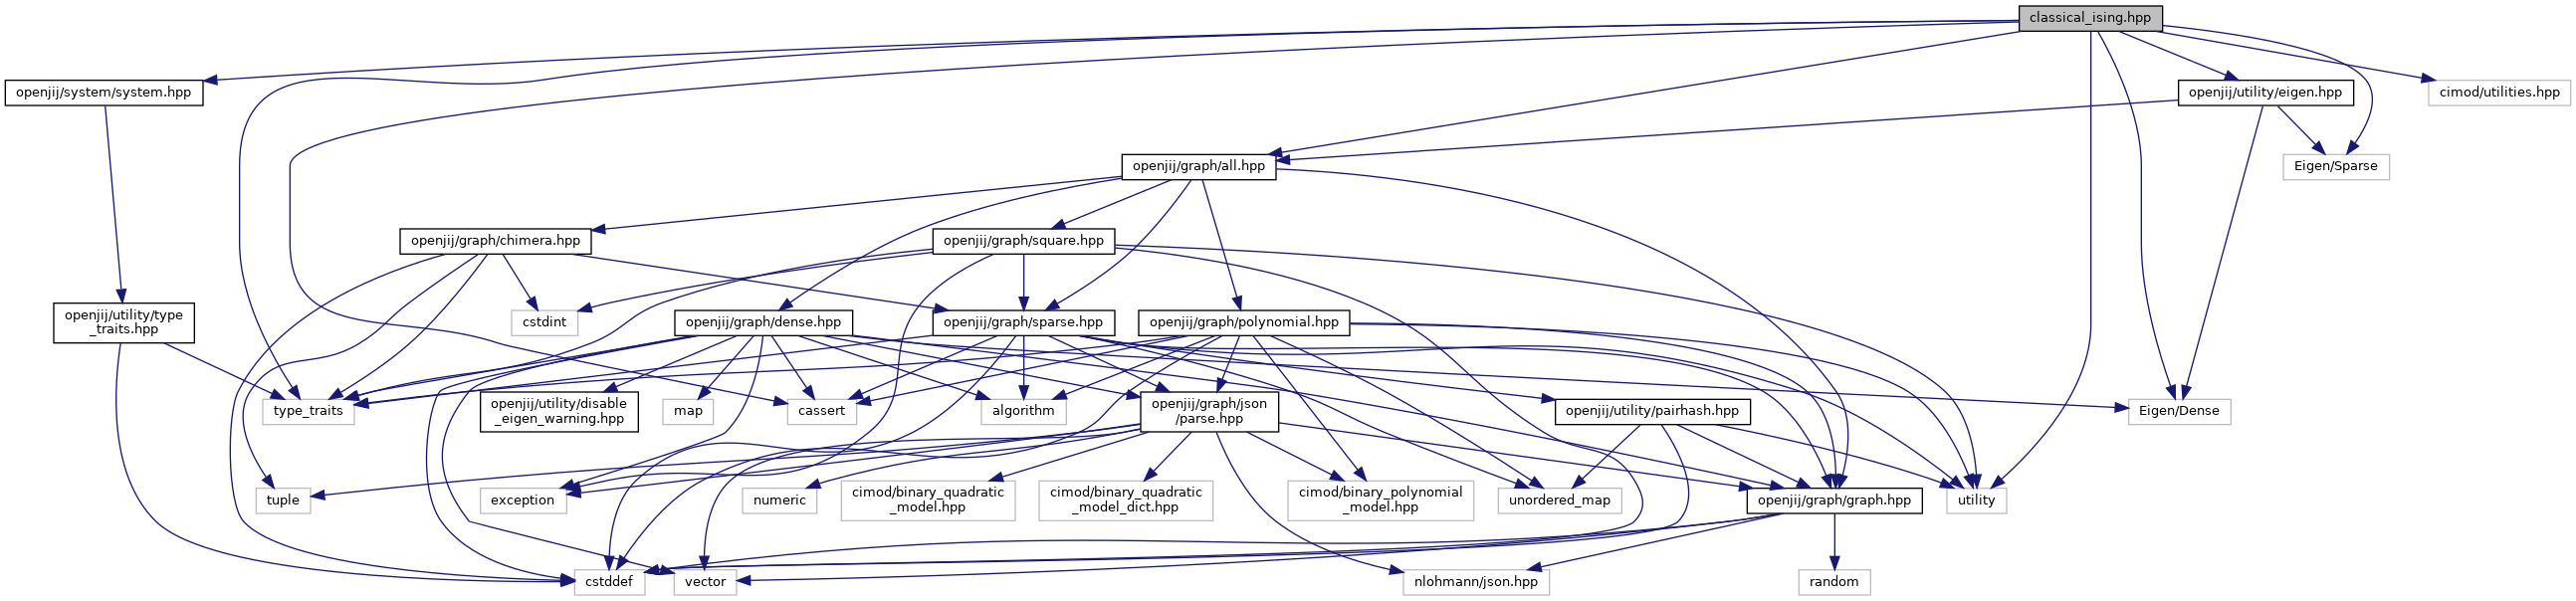 classical_ising.hpp
openjij/system/system.hpp
openjij/utility/eigen.hpp
cimod/utilities.hpp
openjij/graph/all.hpp
Eigen/Sparse
openjij/graph/chimera.hpp
openjij/graph/square.hpp
openjij/utility/type
_traits.hpp
cstdint
openjij/graph/dense.hpp
openjij/graph/sparse.hpp
openjij/graph/polynomial.hpp
type_traits
openjij/utility/disable
_eigen_warning.hpp
map
cassert
algorithm
openjij/graph/json
/parse.hpp
openjij/utility/pairhash.hpp
Eigen/Dense
tuple
exception
numeric
cimod/binary_quadratic
_model.hpp
cimod/binary_quadratic
_model_dict.hpp
cimod/binary_polynomial
_model.hpp
unordered_map
openjij/graph/graph.hpp
utility
cstddef
vector
nlohmann/json.hpp
random